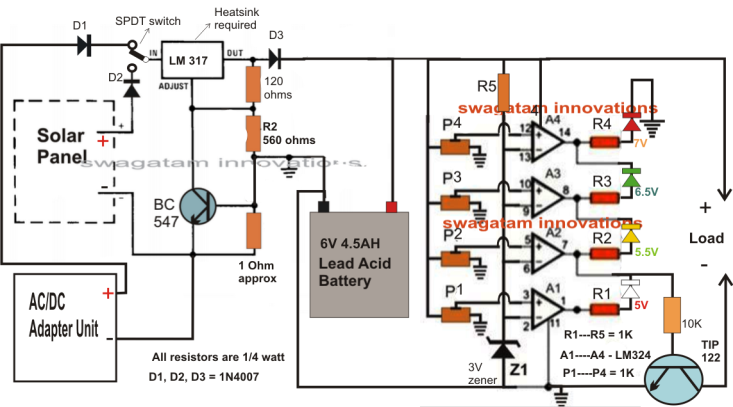 Heatsink
required
SPDT switch
D1
D3
IN
LM 317
OUT
ADJUST
D2
120
ohms
R2
560 ohms
Solar
Panel
+
+
-
-
swagatam innovations.
BC
547
1 Ohm
approx
6V 4.5AH
Lead Acid
Battery
AC/DC
Adapter Unit
+
-
All resistors are 1/4 watt
D1, D2, D3 = 1N4007
R5
swagatam innovations
P4
12
13
+
-
A4
14
R4
7V
P3
10
9
+
-
A3
8
R3
6.5V
swagatam innovations
P2
5
6
+
-
A2
7
R2
5.5V
P1
3
2
+
-
A1
1
11
R1
5V
+
Load
-
10K
TIP
122
3V
zener
Z1
R1---R5 = 1K
A1----A4 - LM324
P1----P4 = 1K